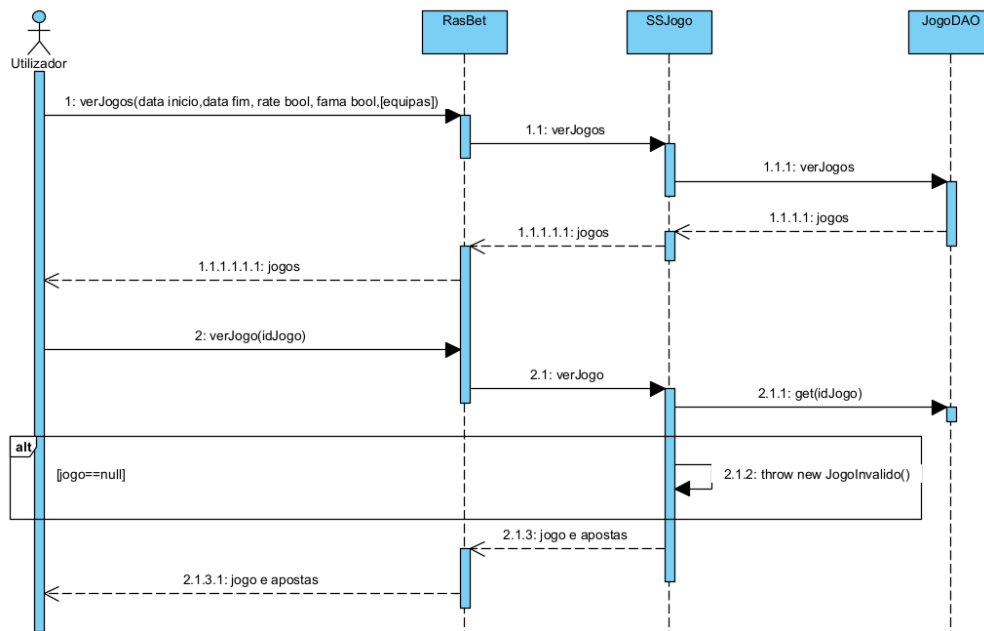 RasBet
SSJogo
JogoDAO
Utilizador
1: verJogos(data inicio,data fim, rate bool, fama bool,[equipas])
1.1: verJogos
1.1.1: verJogos
1.1.1.1: jogos
1.1.1.1.1: jogos
1.1.1.1.1.1: jogos
2: verJogo(idJogo)
2.1: verJogo
2.1.1: get(idJogo)
alt
[jogo==null]
2.1.2: throw new JogoInvalido()
2.1.3: jogo e apostas
2.1.3.1: jogo e apostas